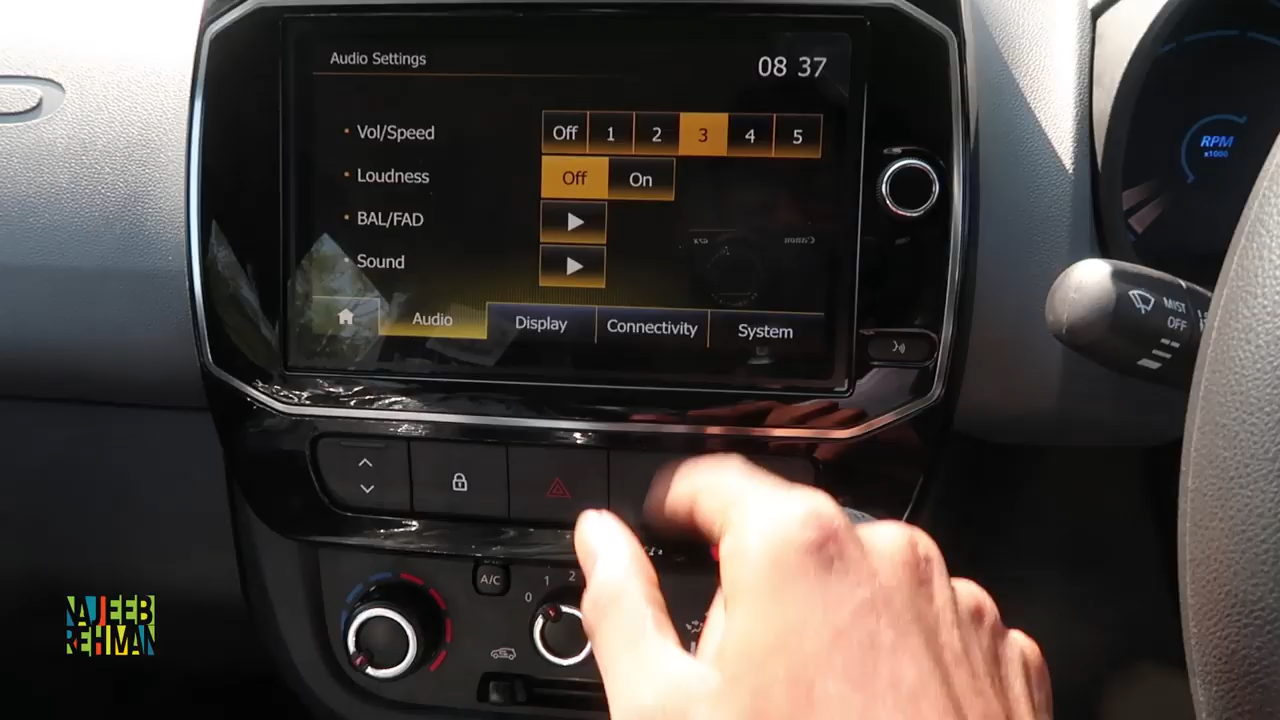 Audio Settings
08 37
Vol/Speed
Off 1 2 3 4 5
Loudness
Off On
BAL/FAD
Sound
Audio Display Connectivity System
RPM
x1000
MIST
OFF
A/C
0 1 2
Canon
NAJEEB
REHMAN